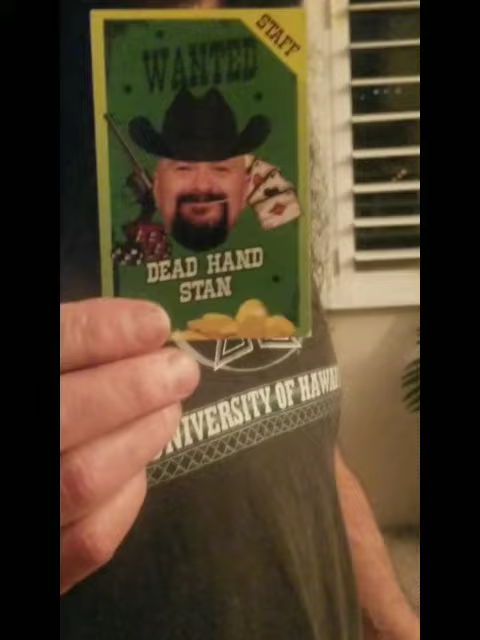 STAFF
WANTED
DEAD HAND
STAN
UNIVERSITY OF HAWAI